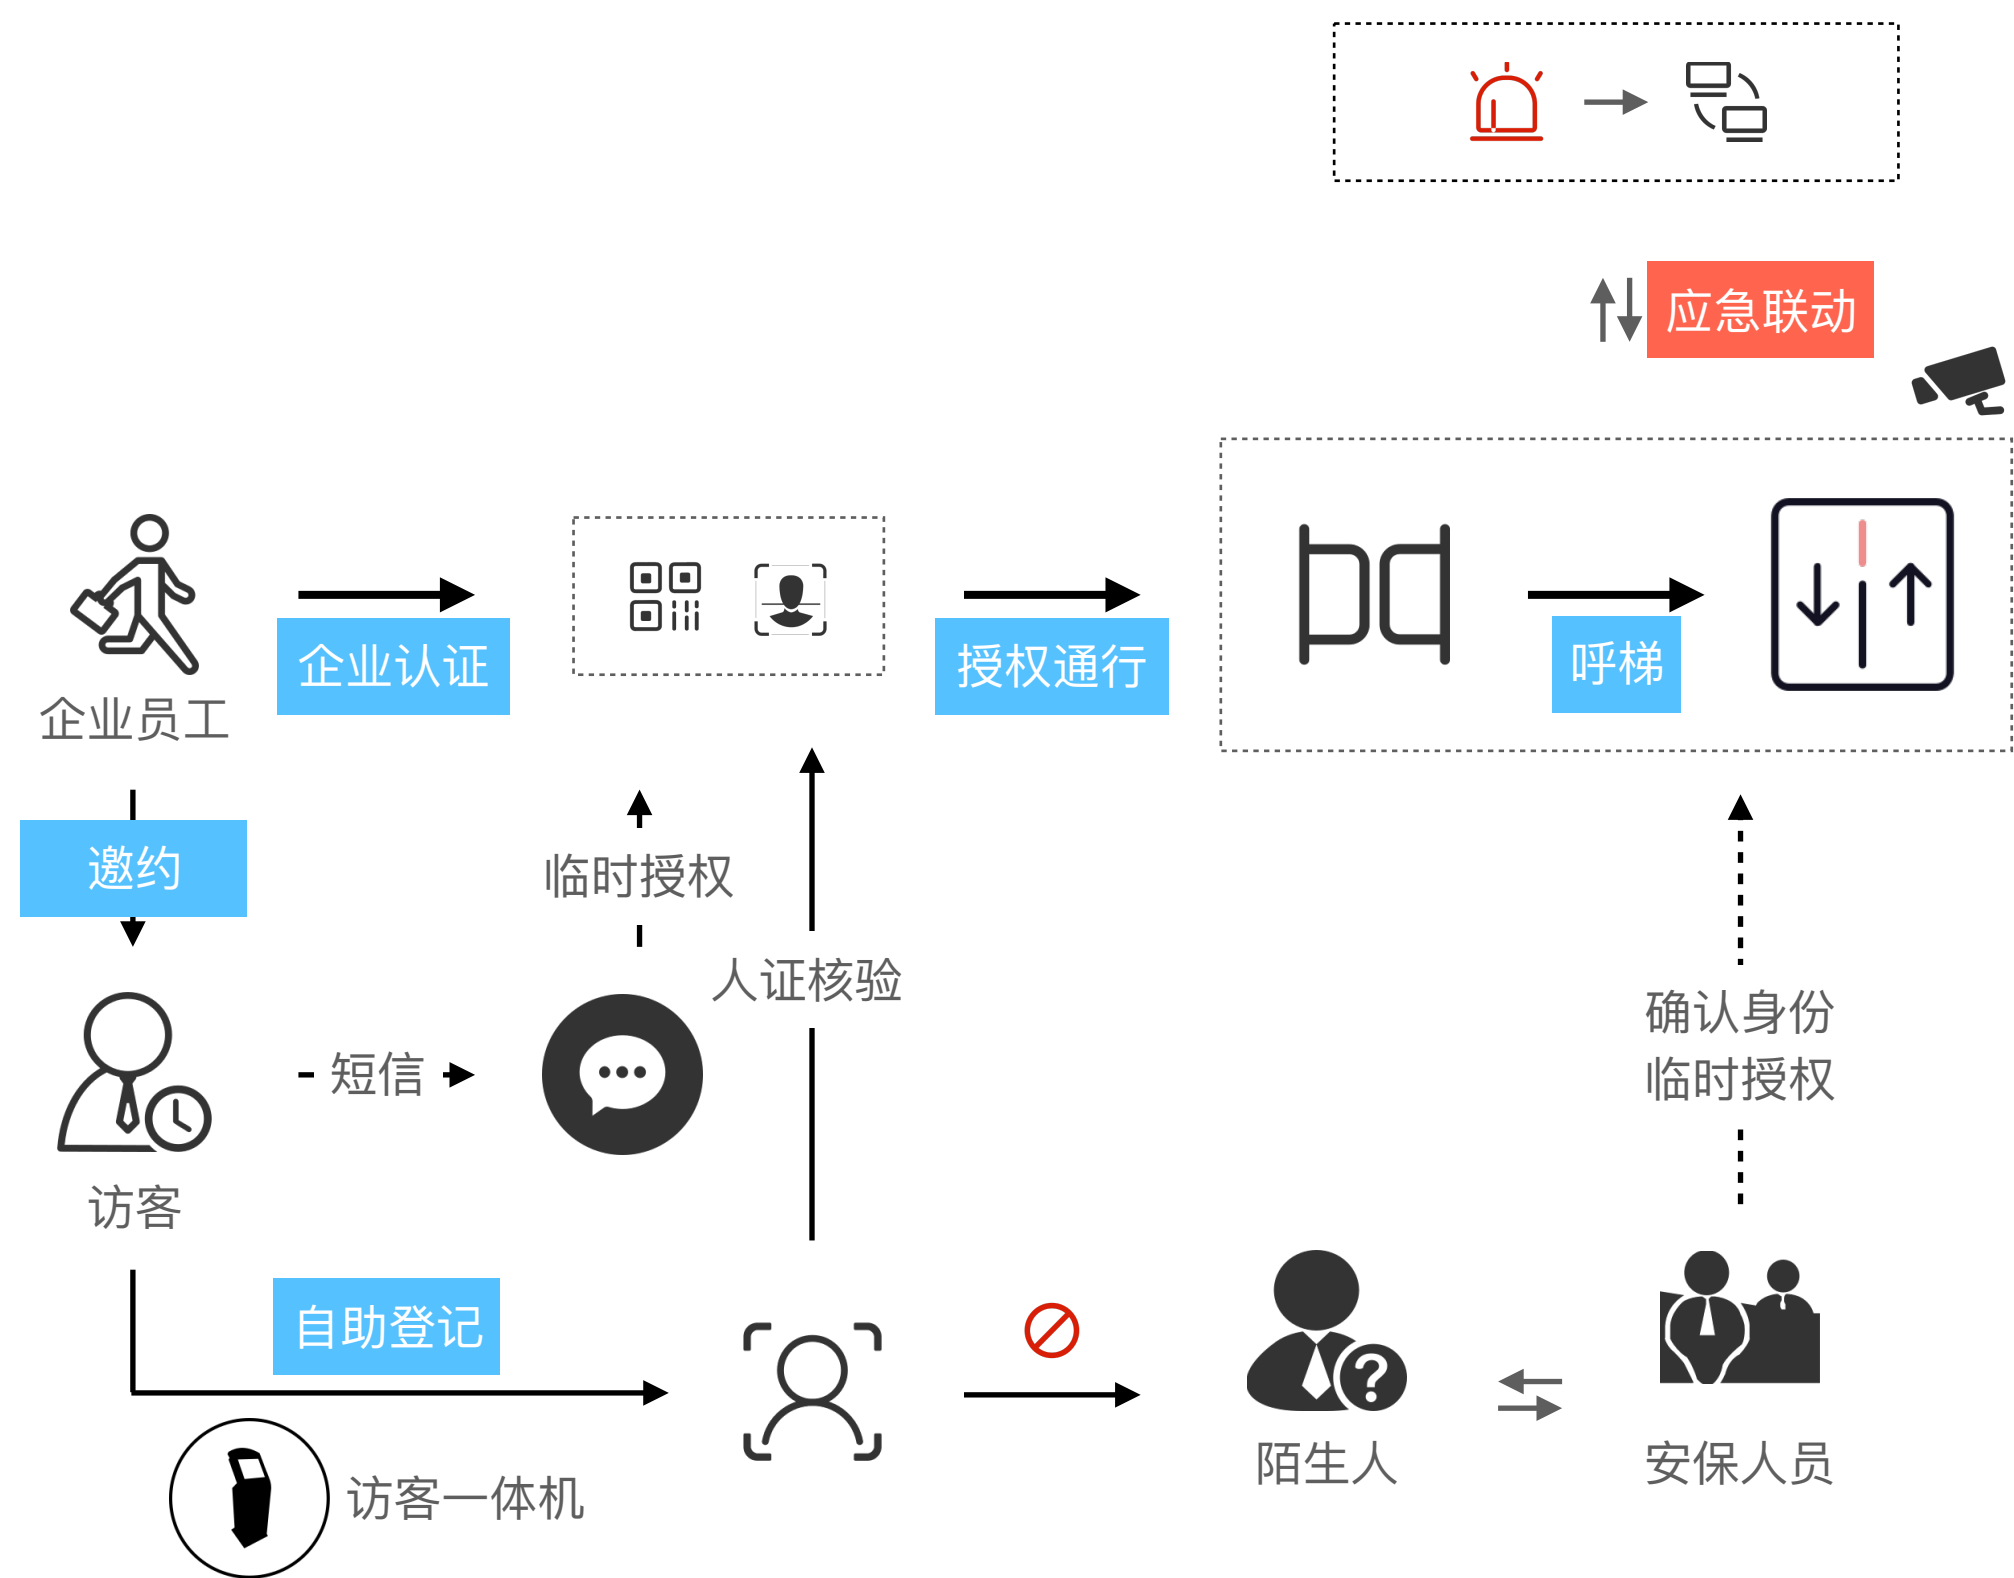 应急联动
企业认证
授权通行
呼梯
企业员工
邀约
临时授权
人证核验
短信
确认身份
临时授权
访客
自助登记
访客一体机
陌生人
安保人员